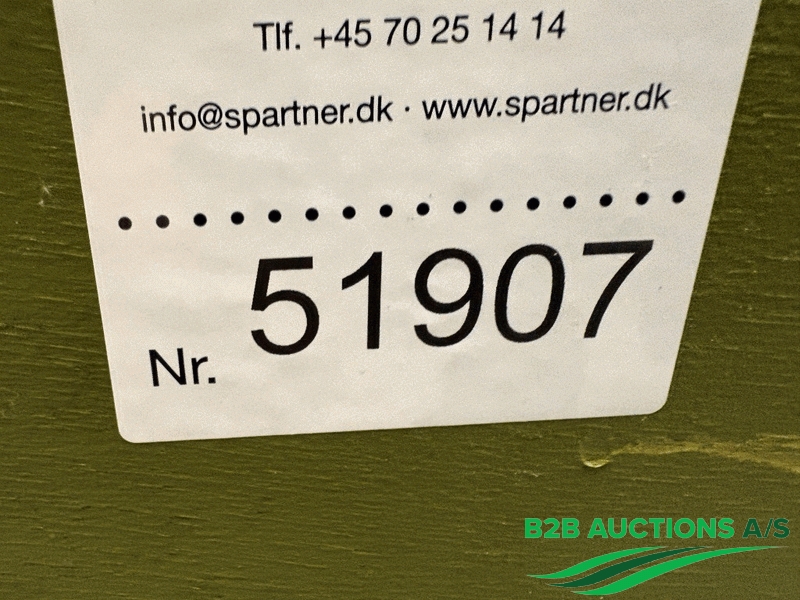 Tlf. +45 70 25 14 14
info@spartner.dk · www.spartner.dk
Nr. 51907
B2B AUCTIONS A/S